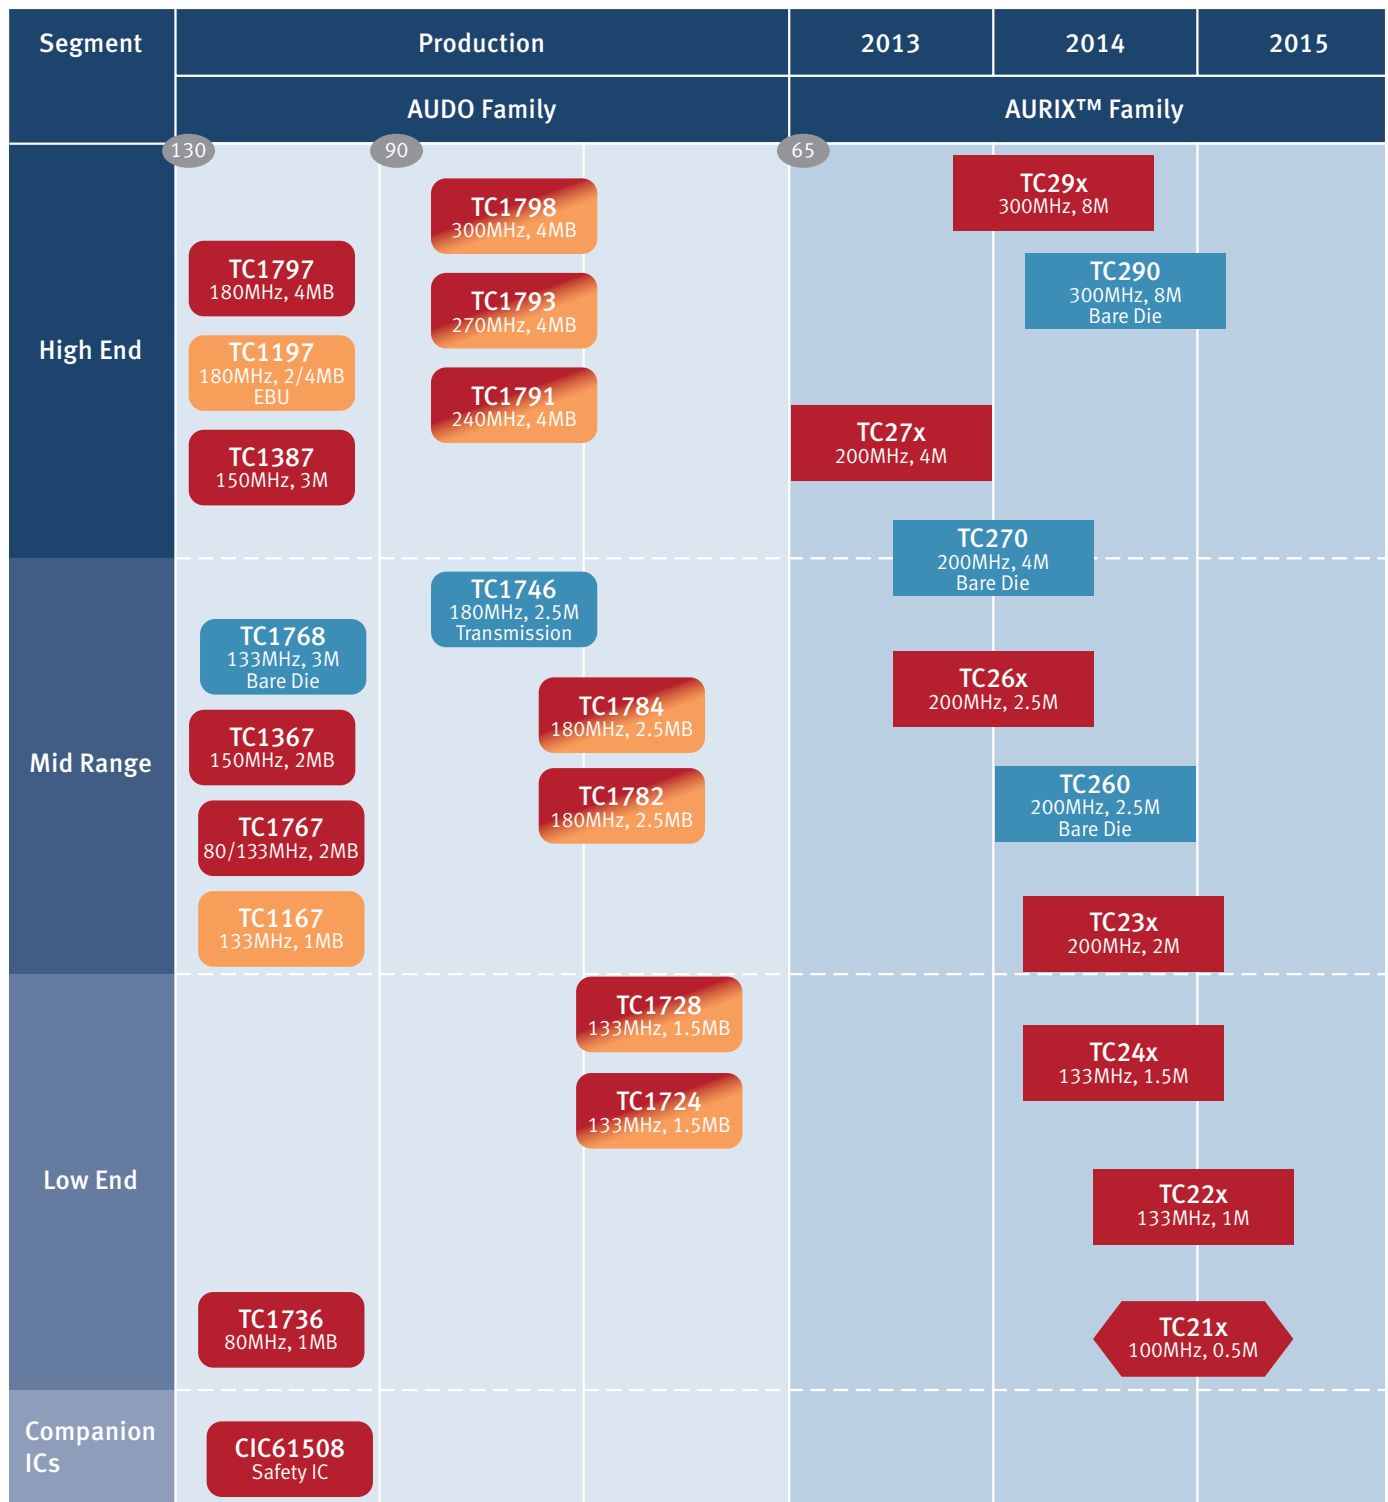 Segment
Production
2013
2014
2015
AUDO Family
AURIX™ Family
130
90
65
High End
TC1797
180MHz, 4MB
TC1197
180MHz, 2/4MB
EBU
TC1387
150MHz, 3M
TC1798
300MHz, 4MB
TC1793
270MHz, 4MB
TC1791
240MHz, 4MB
TC29x
300MHz, 8M
TC290
300MHz, 8M
Bare Die
TC27x
200MHz, 4M
TC270
200MHz, 4M
Bare Die
Mid Range
TC1768
133MHz, 3M
Bare Die
TC1367
150MHz, 2MB
TC1767
80/133MHz, 2MB
TC1167
133MHz, 1MB
TC1746
180MHz, 2.5M
Transmission
TC1784
180MHz, 2.5MB
TC1782
180MHz, 2.5MB
TC26x
200MHz, 2.5M
TC260
200MHz, 2.5M
Bare Die
TC23x
200MHz, 2M
Low End
TC1728
133MHz, 1.5MB
TC1724
133MHz, 1.5MB
TC1736
80MHz, 1MB
TC24x
133MHz, 1.5M
TC22x
133MHz, 1M
TC21x
100MHz, 0.5M
Companion
ICs
CIC61508
Safety IC